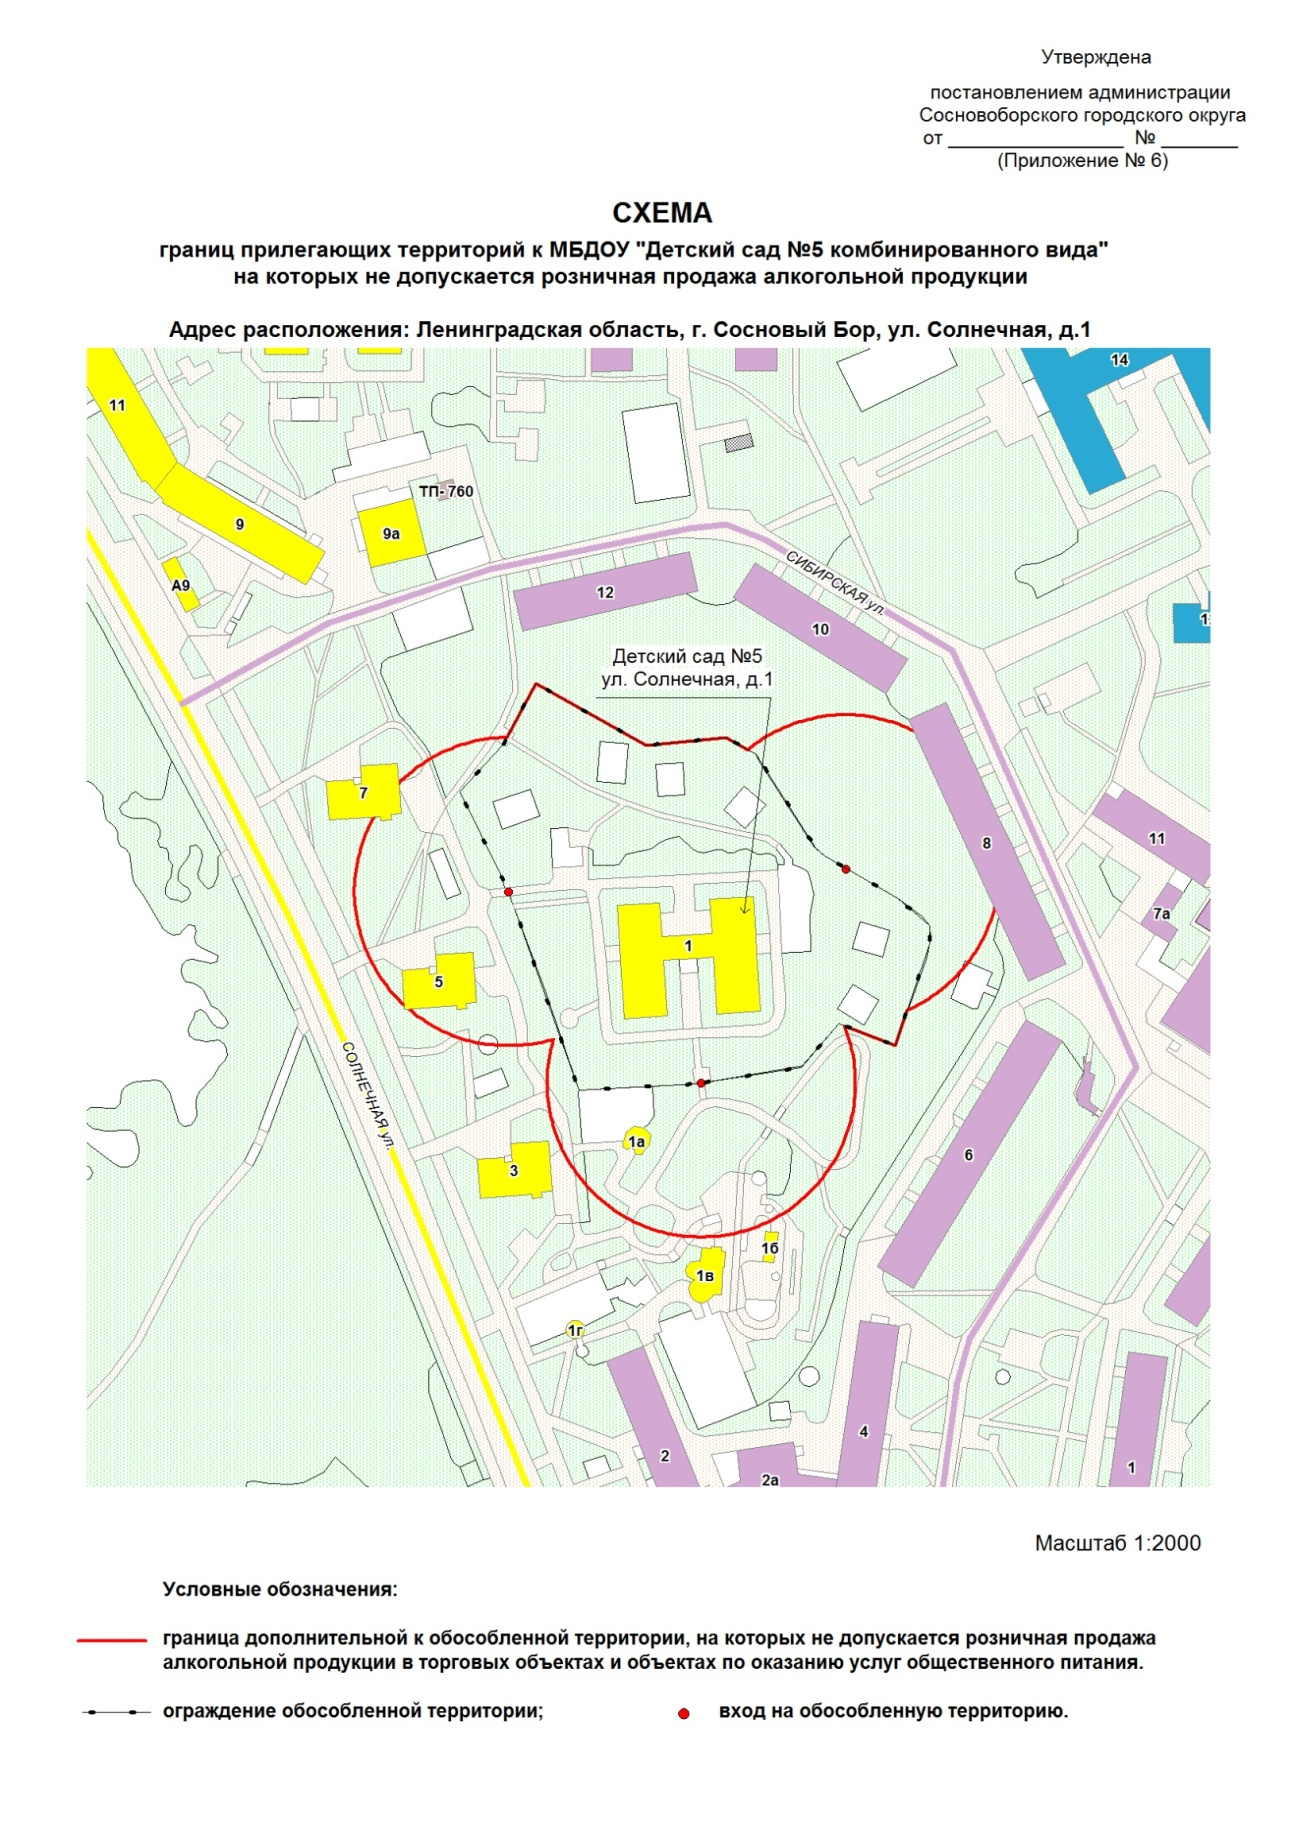 Утверждена
постановлением администрации
Сосновоборского городского округа
от _________________ № _______
(Приложение № 6)
СХЕМА
границ прилегающих территорий к МБДОУ "Детский сад №5 комбинированного вида"
на которых не допускается розничная продажа алкогольной продукции
Адрес расположения: Ленинградская область, г. Сосновый Бор, ул. Солнечная, д.1
14
11
ТП-760
9
9а
А9
СИБИРСКАЯ ул.
12
10
Детский сад №5
ул. Солнечная, д.1
7
8
11
7а
1
5
СОЛНЕЧНАЯ ул.
1а
3
6
1б
1в
1г
4
2
2а
1
Масштаб 1:2000
Условные обозначения:
граница дополнительной к обособленной территории, на которых не допускается розничная продажа
алкогольной продукции в торговых объектах и объектах по оказанию услуг общественного питания.
ограждение обособленной территории;
вход на обособленную территорию.